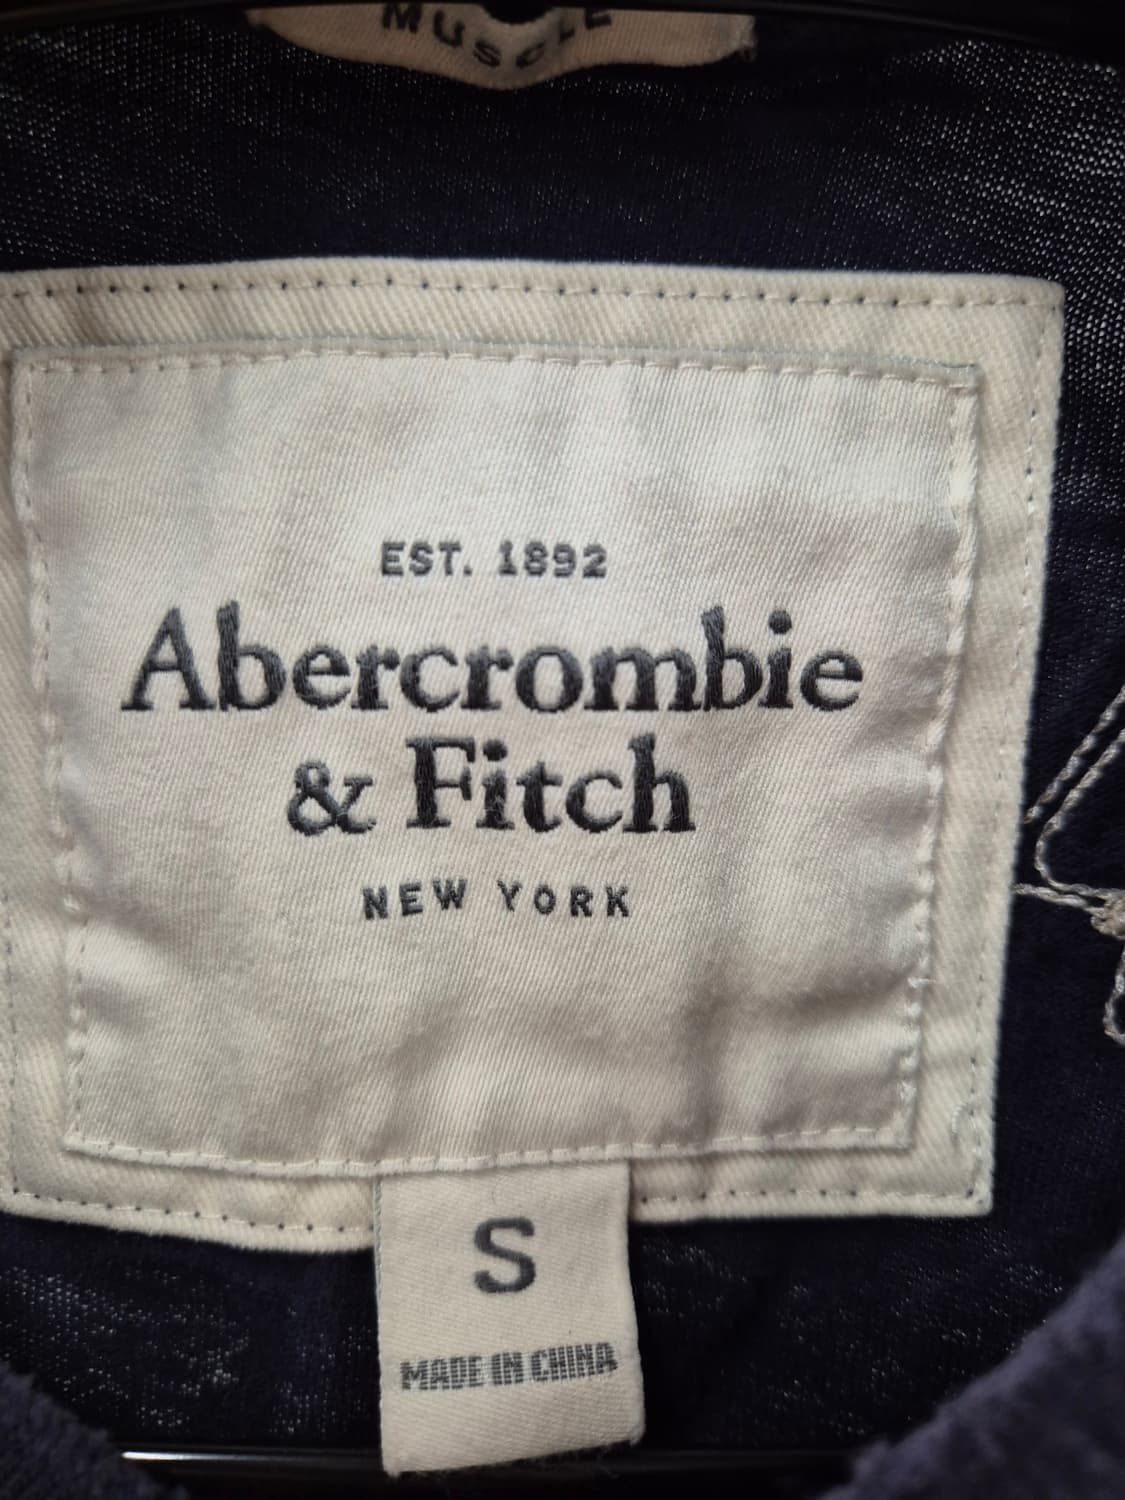 MUSCLE
EST. 1892
Abercrombie
& Fitch
NEW YORK
S
MADE IN CHINA